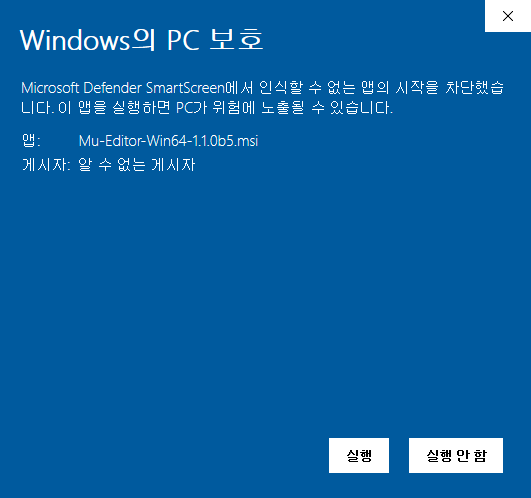 Windows의 PC 보호
Microsoft Defender SmartScreen에서 인식할 수 없는 앱의 시작을 차단했습
니다. 이 앱을 실행하면 PC가 위험에 노출될 수 있습니다.
앱: Mu-Editor-Win64-1.1.0b5.msi
게시자: 알 수 없는 게시자
실행 실행 안 함